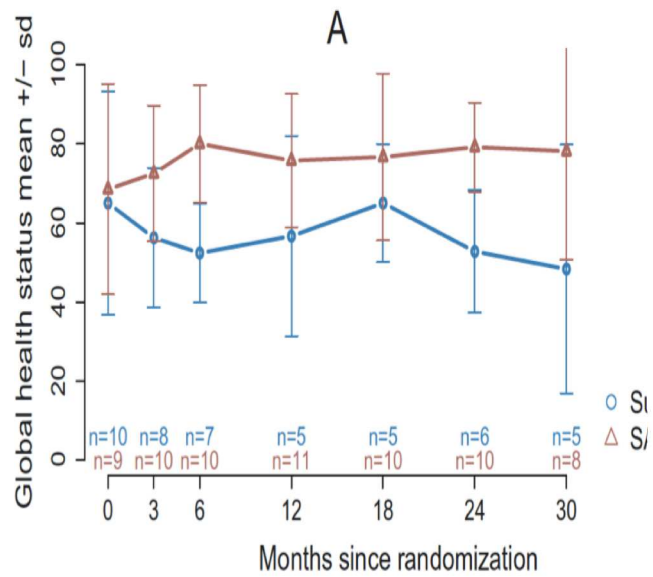 A
Global health status mean +/− sd
100
80
60
40
20
0
n=10 n=8 n=7 n=5 n=5 n=6 n=5
n=9 n=10 n=10 n=11 n=10 n=10 n=8
0 3 6 12 18 24 30
Months since randomization